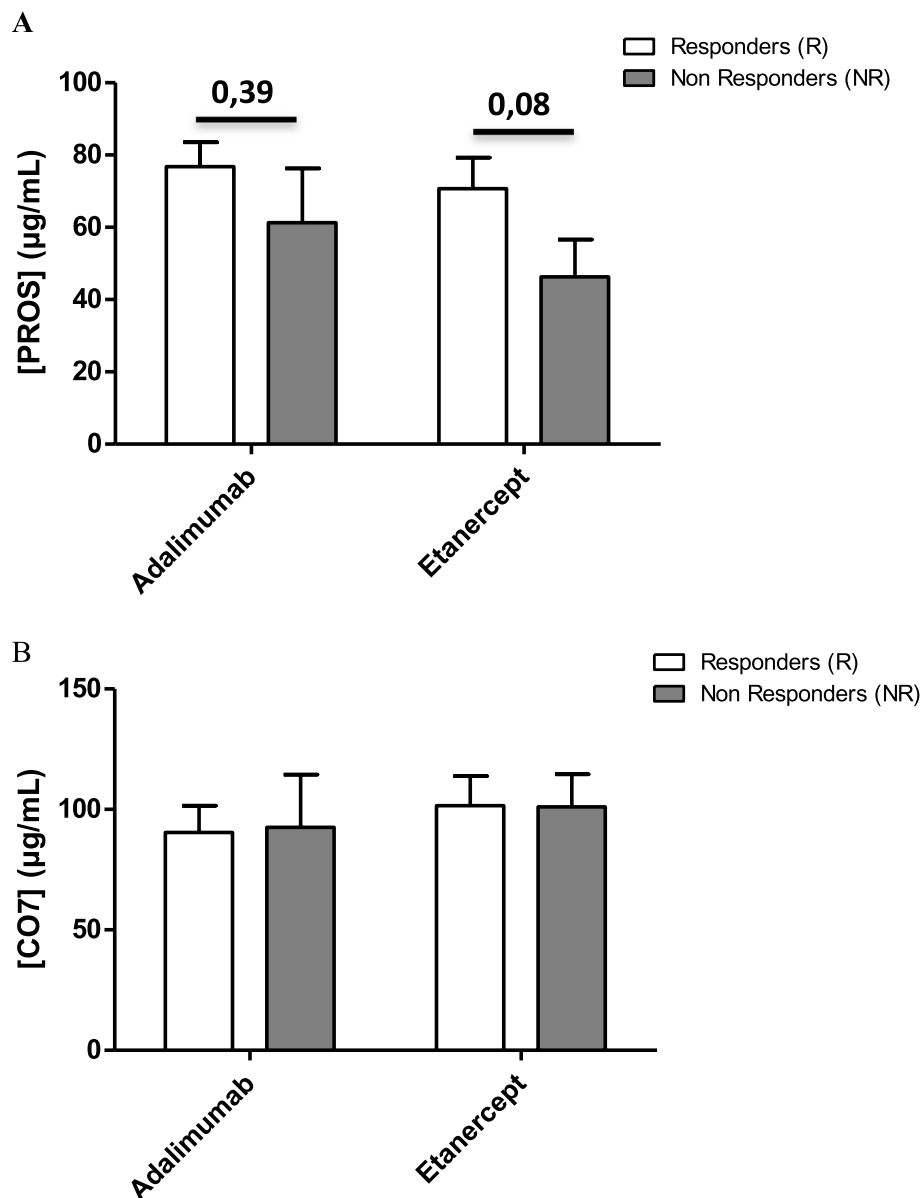 A
Responders (R)
Non Responders (NR)
100
80
60
40
20
0
[PROS] (µg/mL)
0,39
0,08
Adalimumab
Etanercept
B
Responders (R)
Non Responders (NR)
150
100
50
0
[CO7] (µg/mL)
Adalimumab
Etanercept